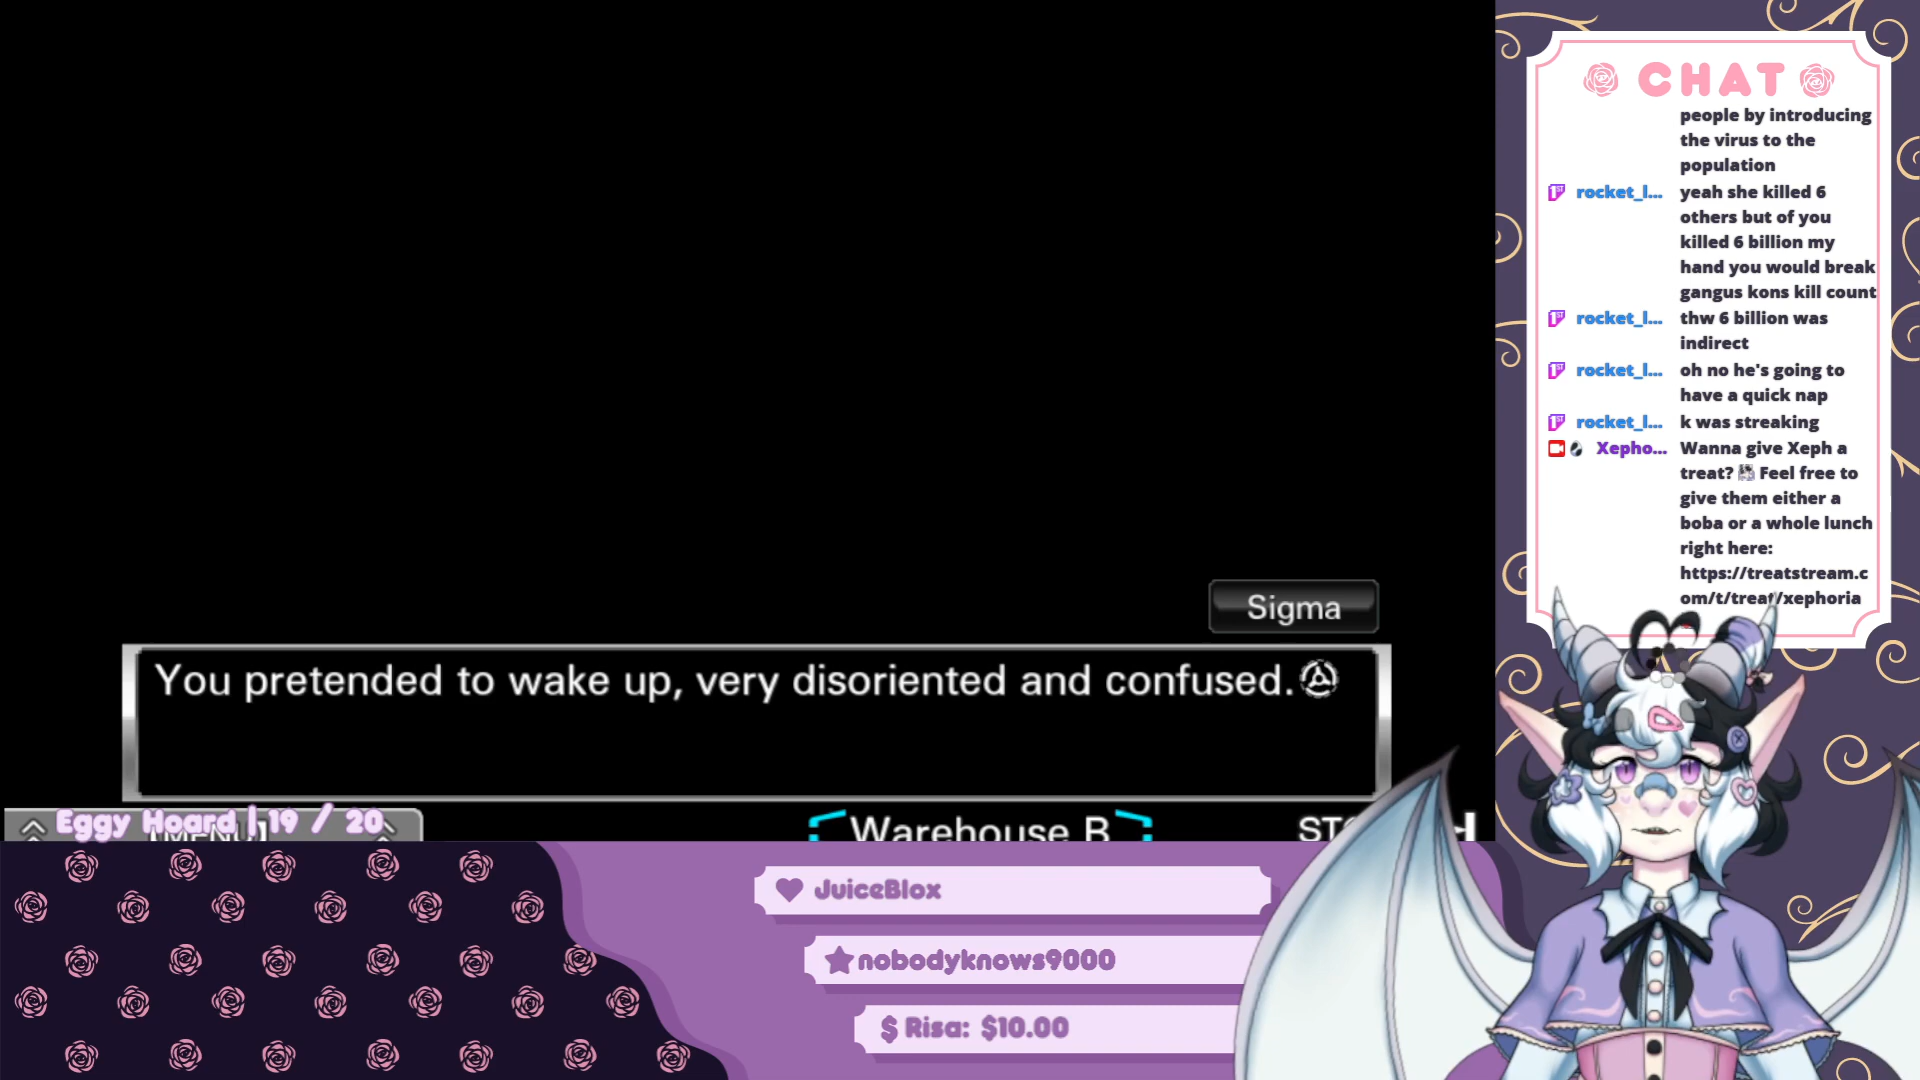 Sigma
You pretended to wake up, very disoriented and confused.
Eggy Hoard | 19 / 20
[MENU]
Warehouse B
JuiceBlox
nobodyknows9000
$ Risa: $10.00
CHAT
people by introducing
the virus to the
population
rocket_l... yeah she killed 6
others but of you
killed 6 billion my
hand you would break
gangus kons kill count
rocket_l... thw 6 billion was
indirect
rocket_l... oh no he's going to
have a quick nap
rocket_l... k was streaking
Xepho... Wanna give Xeph a
treat? Feel free to
give them either a
boba or a whole lunch
right here:
https://treatstream.c
om/t/treat/xephoria